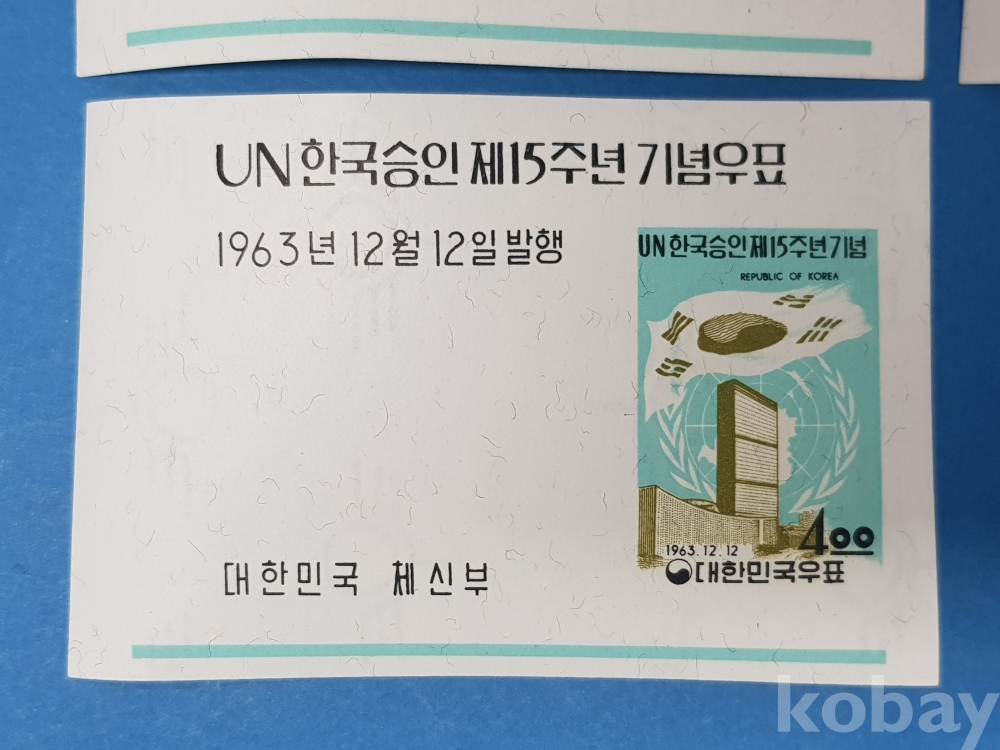 UN 한국승인 제15주년 기념우표
1963년 12월 12일 발행
UN 한국승인 제15주년기념
REPUBLIC OF KOREA
400
1963.12.12
대한민국우표
대한민국 체신부
kobay